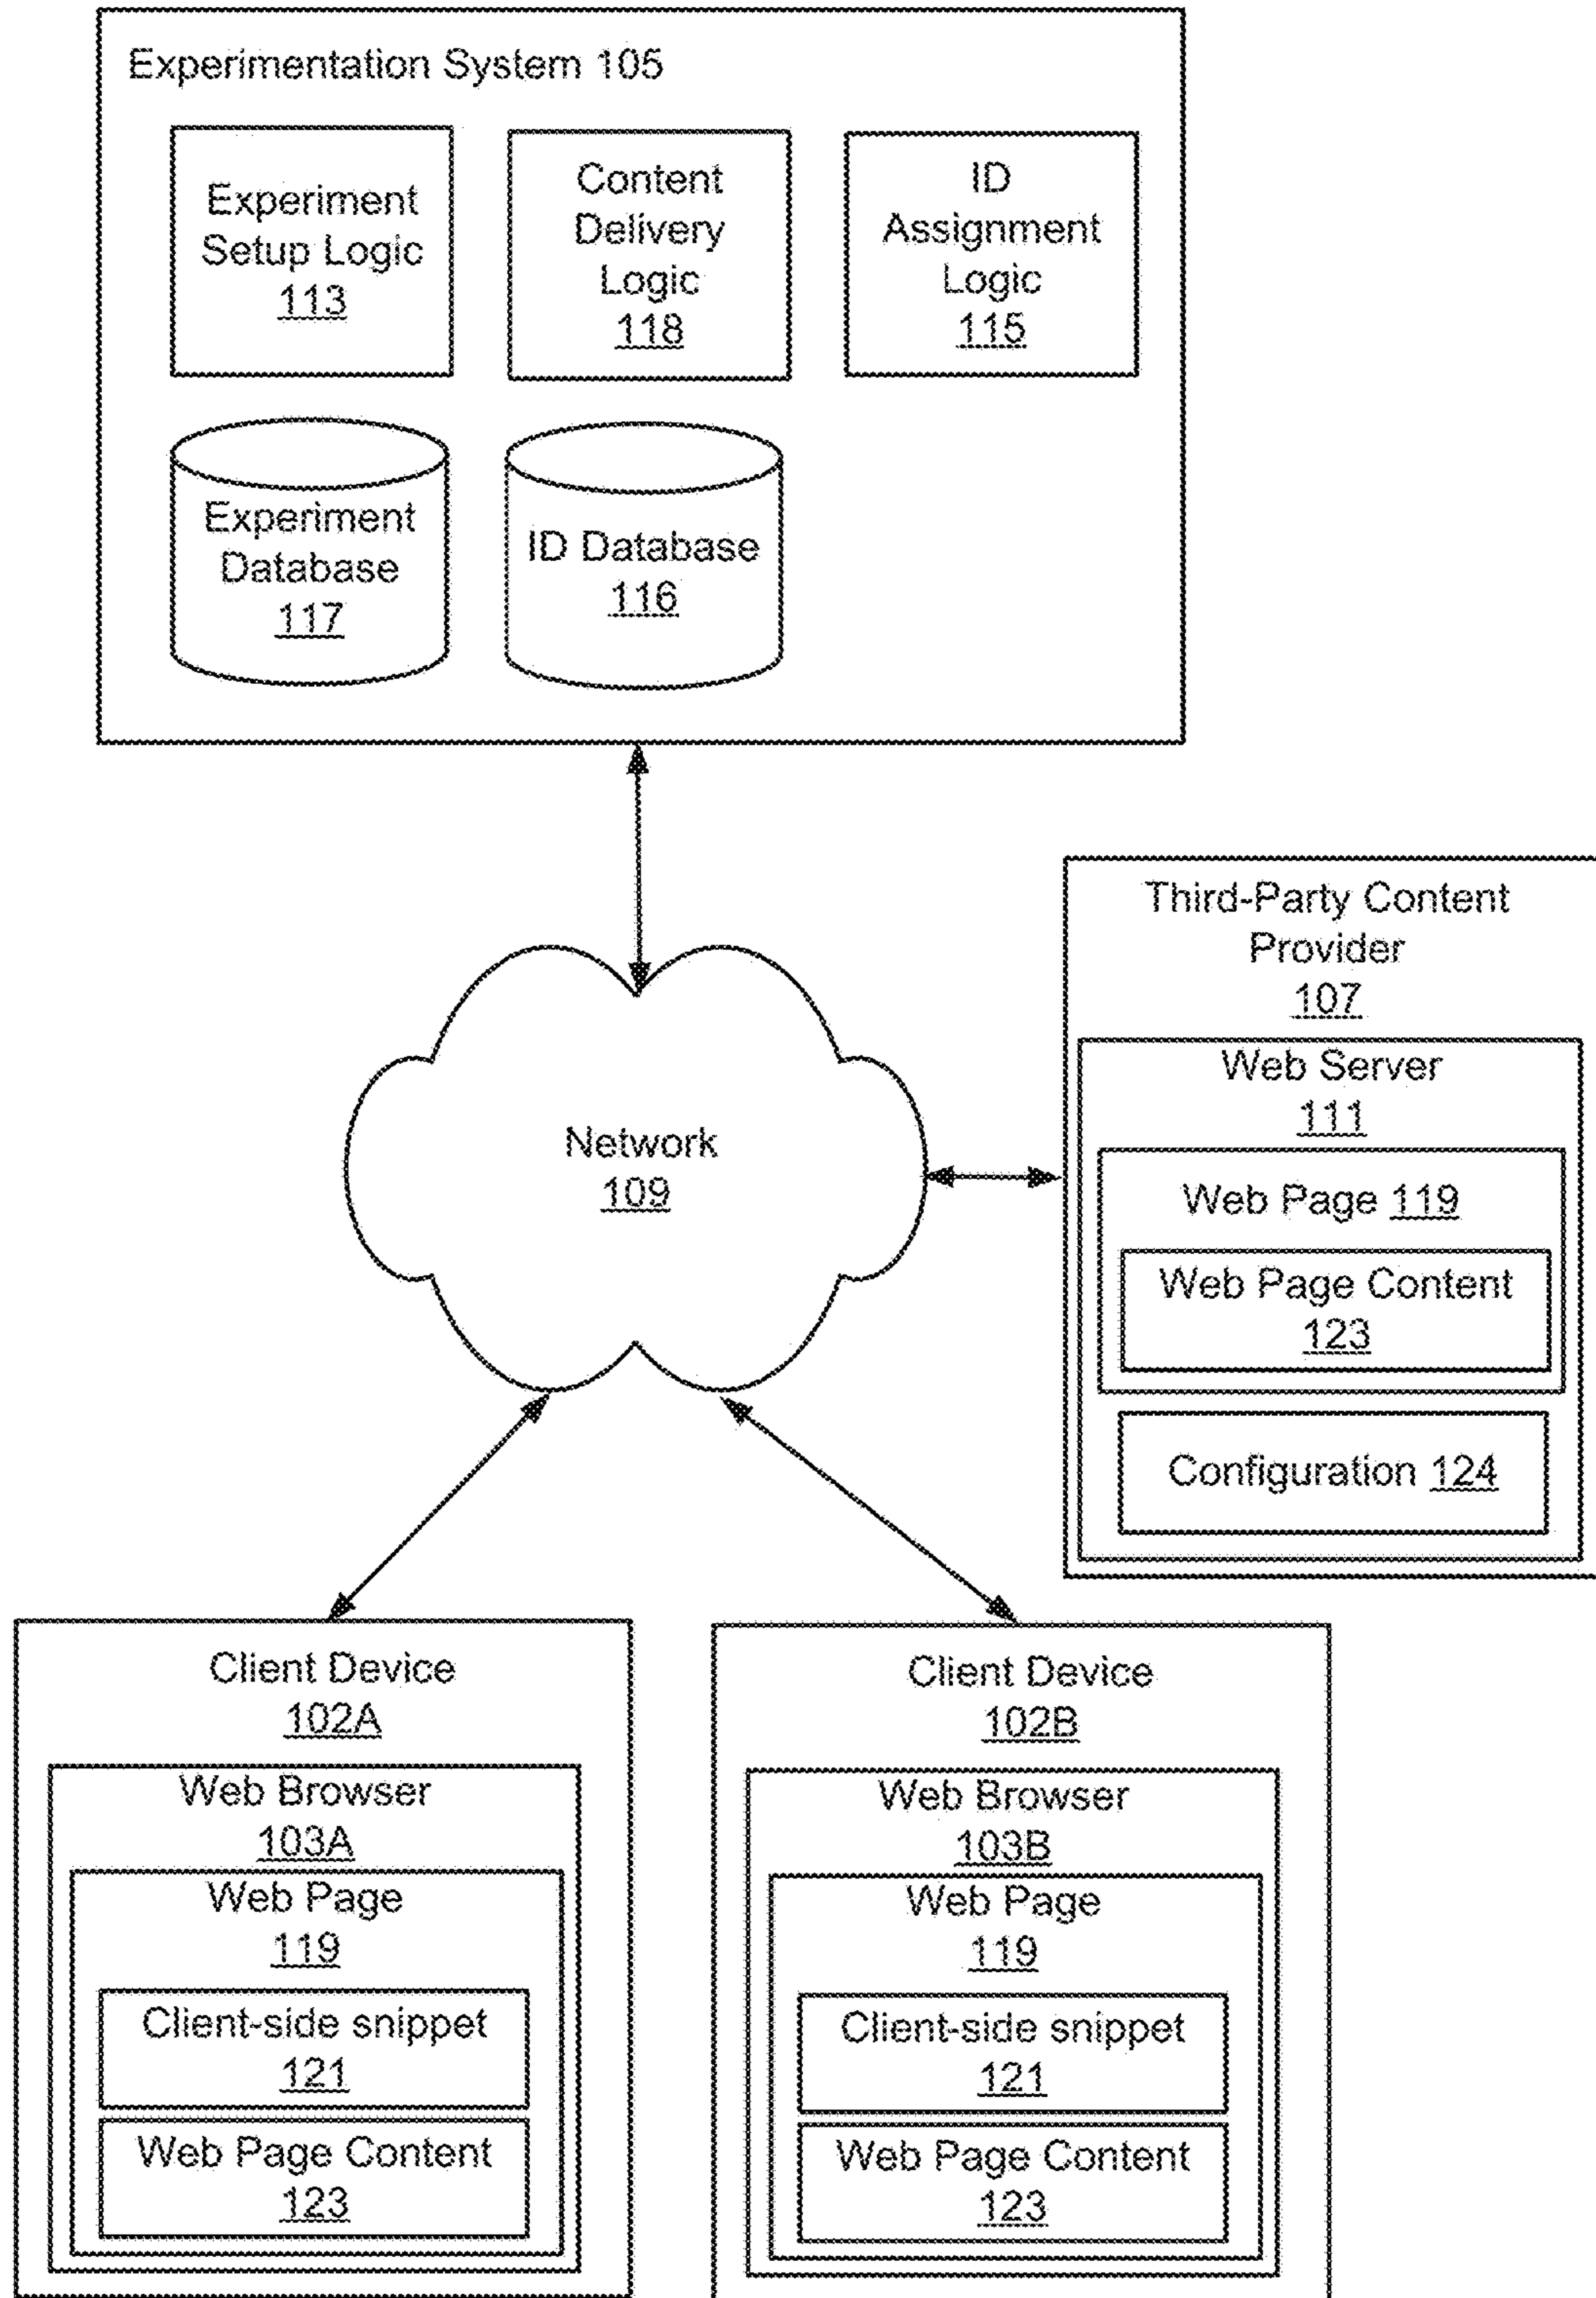 Experimentation System 105
Experiment
Setup Logic
113
Content
Delivery
Logic
118
ID
Assignment
Logic
115
Experiment
Database
117
ID Database
116
Third-Party Content
Provider
107
Web Server
111
Web Page 119
Web Page Content
123
Configuration 124
Network
109
Client Device
102A
Web Browser
103A
Web Page
119
Client-side snippet
121
Web Page Content
123
Client Device
102B
Web Browser
103B
Web Page
119
Client-side snippet
121
Web Page Content
123